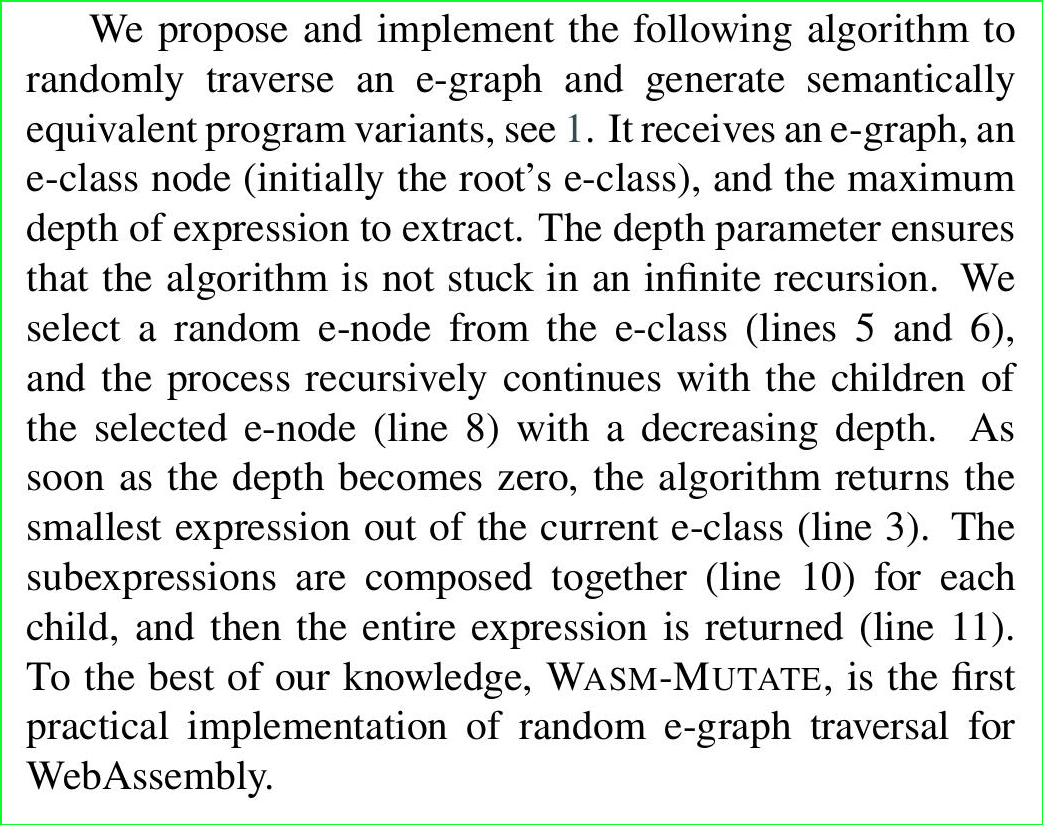 We propose and implement the following algorithm to
randomly traverse an e-graph and generate semantically
equivalent program variants, see 1. It receives an e-graph, an
e-class node (initially the root's e-class), and the maximum
depth of expression to extract. The depth parameter ensures
that the algorithm is not stuck in an infinite recursion. We
select a random e-node from the e-class (lines 5 and 6),
and the process recursively continues with the children of
the selected e-node (line 8) with a decreasing depth. As
soon as the depth becomes zero, the algorithm returns the
smallest expression out of the current e-class (line 3). The
subexpressions are composed together (line 10) for each
child, and then the entire expression is returned (line 11).
To the best of our knowledge, WASM-MUTATE, is the first
practical implementation of random e-graph traversal for
WebAssembly.